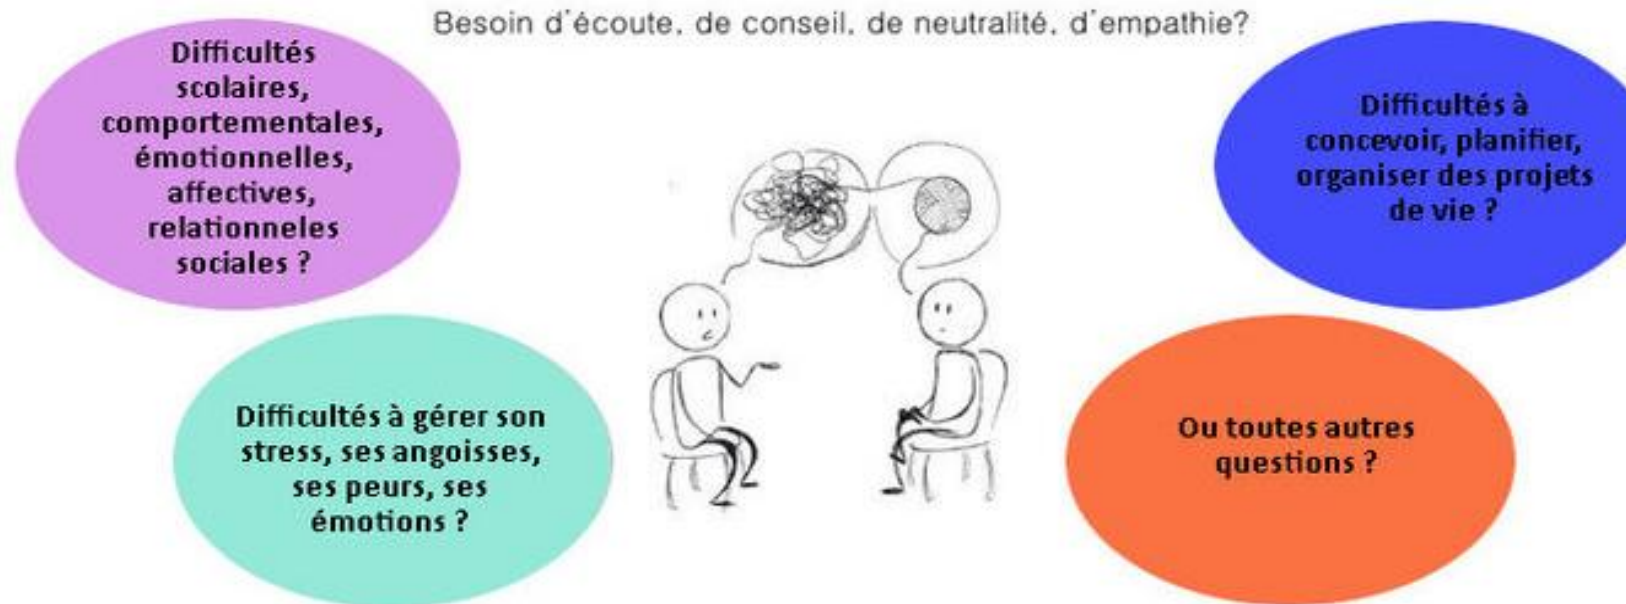 Besoin d'écoute, de conseil, de neutralité, d'empathie?
Difficultés
scolaires,
comportementales,
émotionnelles,
affectives,
relationneles
sociales ?
Difficultés à
concevoir, planifier,
organiser des projets
de vie ?
Difficultés à gérer son
stress, ses angoisses,
ses peurs, ses
émotions ?
Ou toutes autres
questions ?